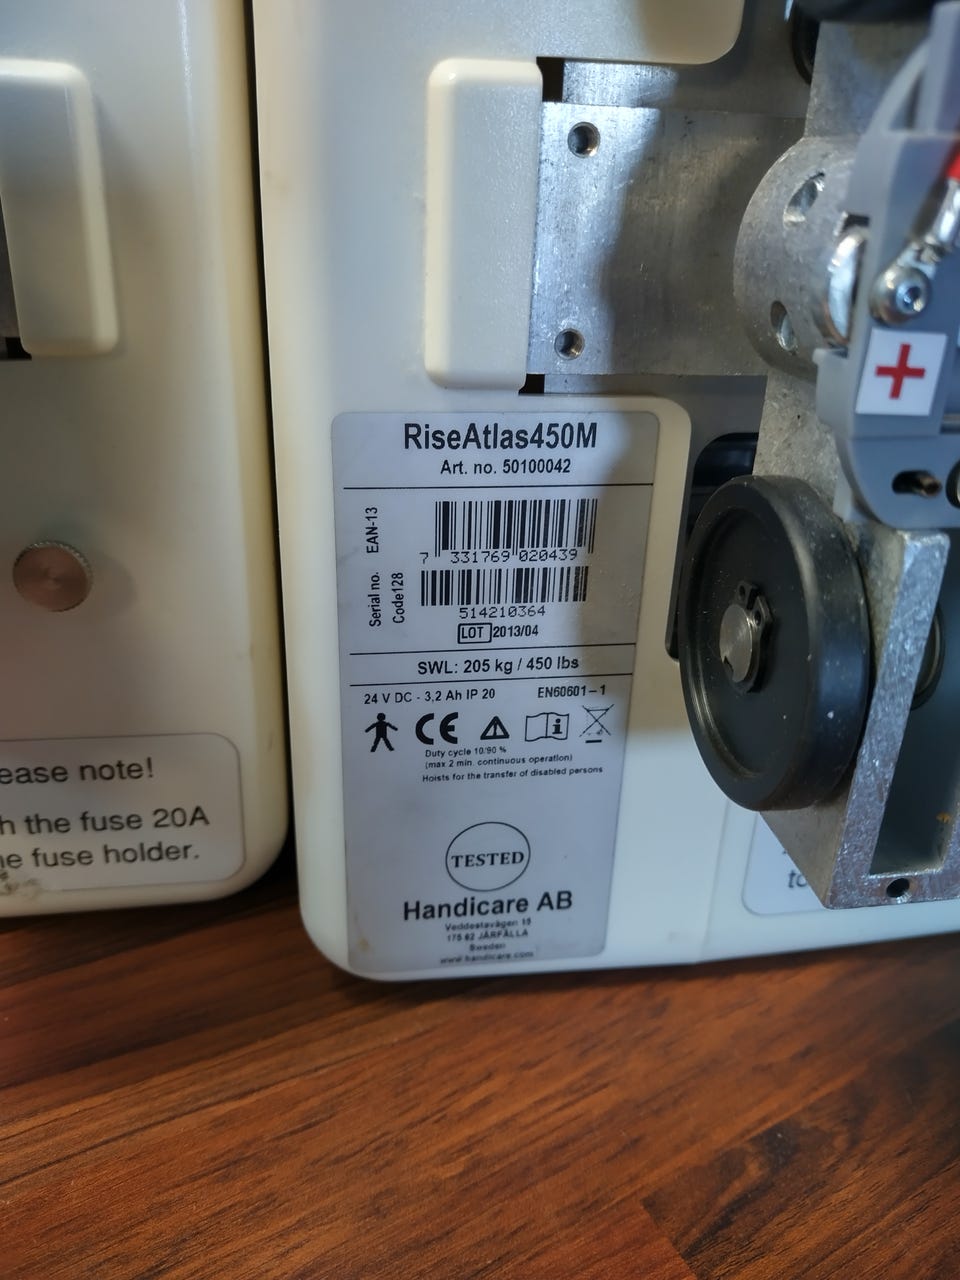 RiseAtlas450M
Art. no. 50100042
EAN-13
7 331769 020439
Serial no.
Code128
514210364
LOT 2013/04
SWL: 205 kg / 450 lbs
24 V DC - 3,2 Ah IP 20 EN60601-1
CE
Duty cycle 10/90 %
(max 2 min. continuous operation)
Hoists for the transfer of disabled persons
TESTED
Handicare AB
Veddestavägen 15
175 62 JÄRFÄLLA
Sweden
www.handicare.com
ease note!
h the fuse 20A
e fuse holder.
to